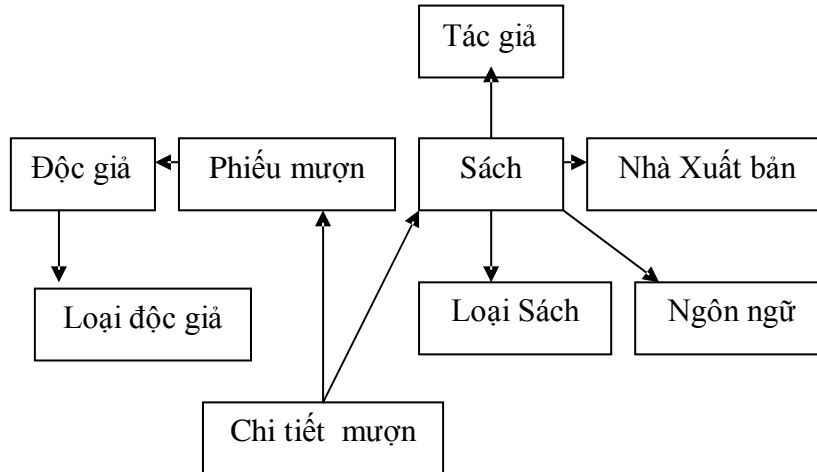 Tác giả
Độc giả
Phiếu mượn
Sách
Nhà Xuất bản
Loại độc giả
Loại Sách
Ngôn ngữ
Chi tiết mượn